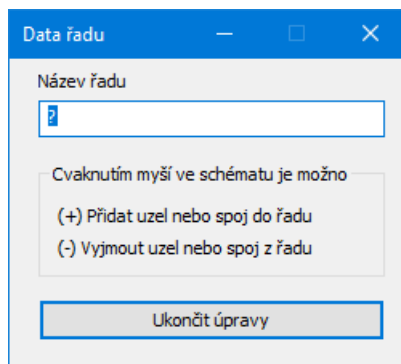 Data řadu
Název řadu
?
Cvaknutím myší ve schématu je možno
(+) Přidat uzel nebo spoj do řadu
(-) Vyjmout uzel nebo spoj z řadu
Ukončit úpravy